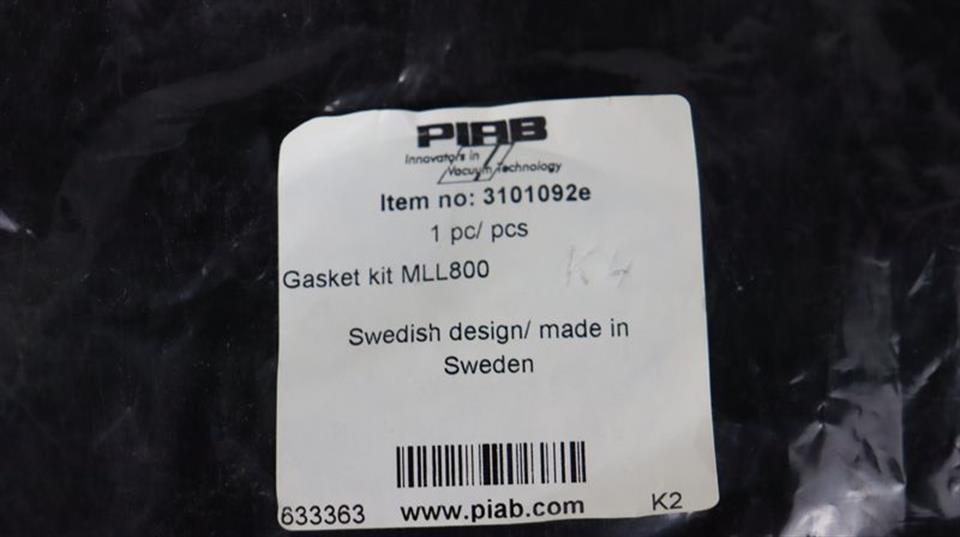 PIAB
Innovators in
Vacuum Technology
Item no: 3101092e
1 pc/ pcs
Gasket kit MLL800
K4
Swedish design/ made in
Sweden
633363 www.piab.com K2